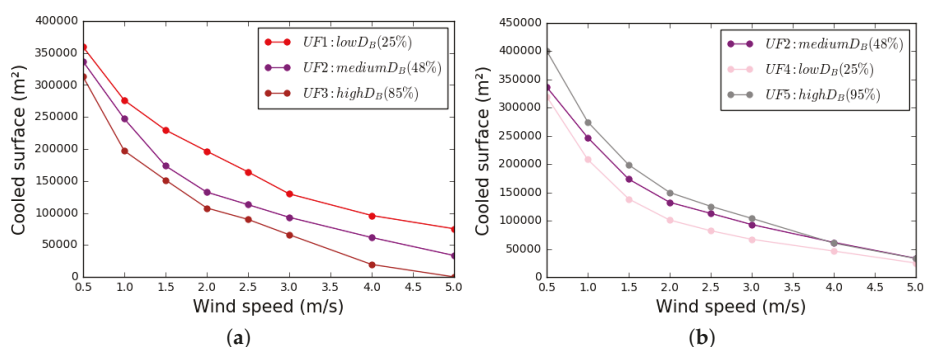 400000
350000
300000
250000
200000
150000
100000
50000
0
Cooled surface (m²)
UF1: lowD_B(25%)
UF2: mediumD_B(48%)
UF3: highD_B(85%)
0.5 1.0 1.5 2.0 2.5 3.0 3.5 4.0 4.5 5.0
Wind speed (m/s)
(a)
450000
400000
350000
300000
250000
200000
150000
100000
50000
0
Cooled surface (m²)
UF2: mediumD_B(48%)
UF4: lowD_B(25%)
UF5: highD_B(95%)
0.5 1.0 1.5 2.0 2.5 3.0 3.5 4.0 4.5 5.0
Wind speed (m/s)
(b)